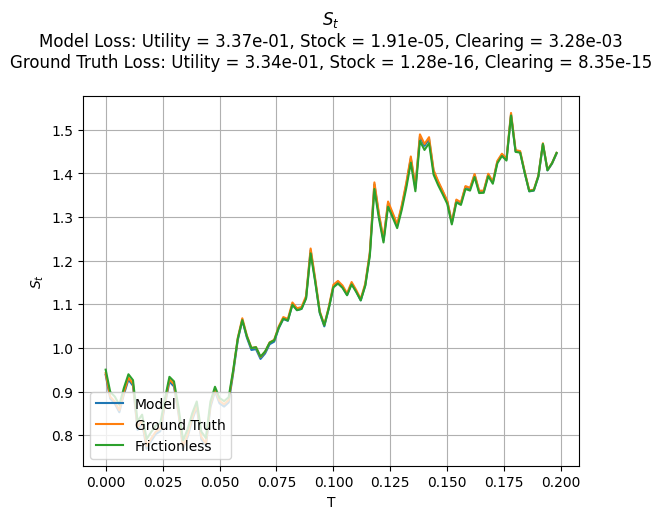 S_t
Model Loss: Utility = 3.37e-01, Stock = 1.91e-05, Clearing = 3.28e-03
Ground Truth Loss: Utility = 3.34e-01, Stock = 1.28e-16, Clearing = 8.35e-15
1.5
1.4
1.3
1.2
1.1
1.0
0.9
0.8
S_t
Model
Ground Truth
Frictionless
0.000 0.025 0.050 0.075 0.100 0.125 0.150 0.175 0.200
T